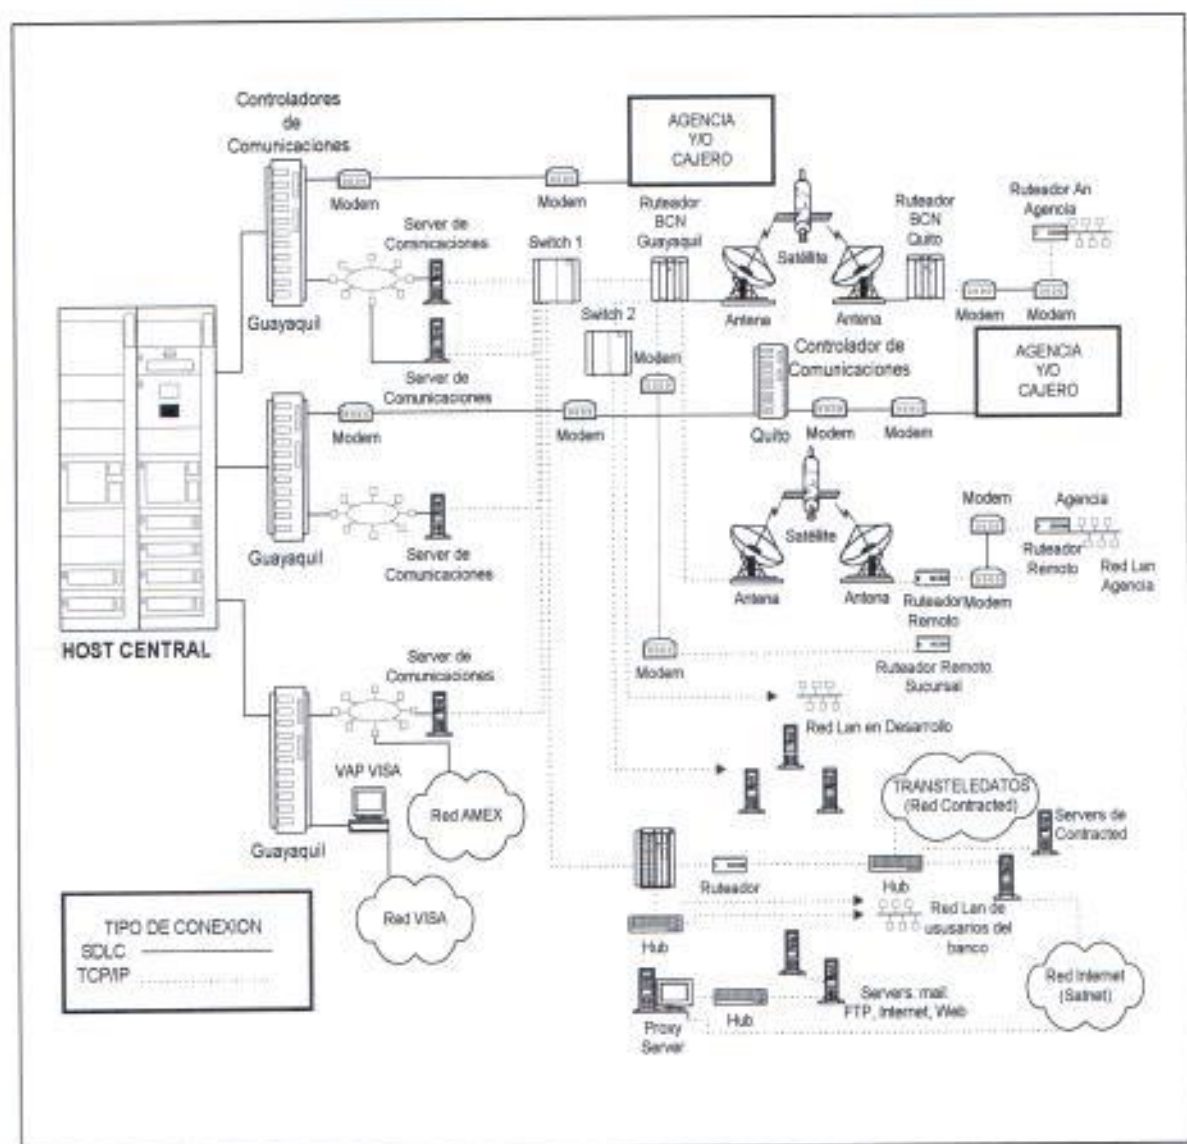 Controladores
de
Comunicaciones
AGENCIA
Y/O
CAJERO
Modem
Modem
Server de
Comnicaciones
Switch 1
Ruteador
BCN
Guayaquil
Satéllite
Ruteador
BCN
Quito
Ruteador An
Agencia
Guayaquil
Antena
Antena
Modem
Modem
Switch 2
Server de
Comunicaciones
Modem
Controlador de
Comunicaciones
AGENCIA
Y/O
CAJERO
Modem
Modem
Quito
Modem
Modem
Guayaquil
Server de
Comunicaciones
Satéllite
Modem
Agencia
Ruteador
Remoto
Red Lan
Agencia
Antena
Antena
Ruteador
Remoto
Modem
HOST CENTRAL
Server de
Comunicaciones
Modem
Ruteador Remoto
Sucursal
Red Lan en Desarrollo
VAP VISA
Red AMEX
TRANSTELEDATOS
(Red Contracted)
Servers de
Contracted
Guayaquil
Ruteador
Hub
Red VISA
Hub
Red Lan de
ususarios del
banco
TIPO DE CONEXION
SDLC
TCP/IP
Red Internet
(Satnet)
Proxy
Server
Hub
Servers: mail
FTP, Internet, Web